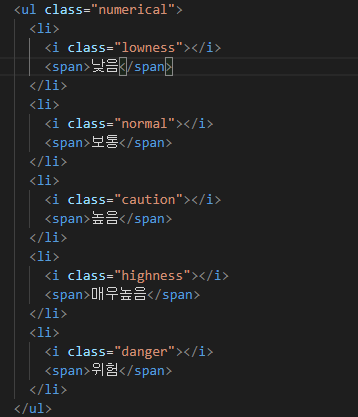 <ul class="numerical">
<li>
<i class="lowness"></i>
<span>낮음</span>
</li>
<li>
<i class="normal"></i>
<span>보통</span>
</li>
<li>
<i class="caution"></i>
<span>높음</span>
</li>
<li>
<i class="highness"></i>
<span>매우높음</span>
</li>
<li>
<i class="danger"></i>
<span>위험</span>
</li>
</ul>